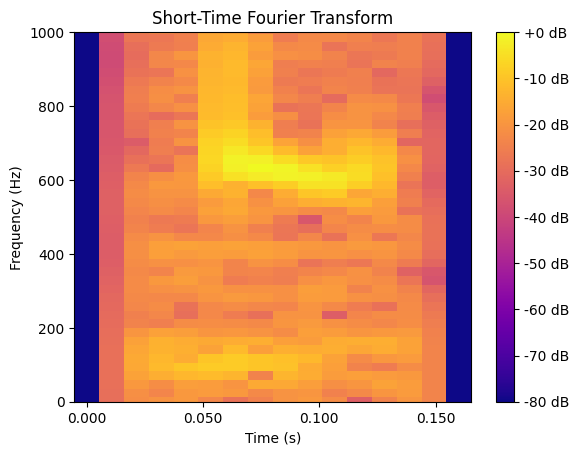 Short-Time Fourier Transform
1000
800
600
400
200
0
Frequency (Hz)
0.000
0.050
0.100
0.150
Time (s)
+0 dB
-10 dB
-20 dB
-30 dB
-40 dB
-50 dB
-60 dB
-70 dB
-80 dB